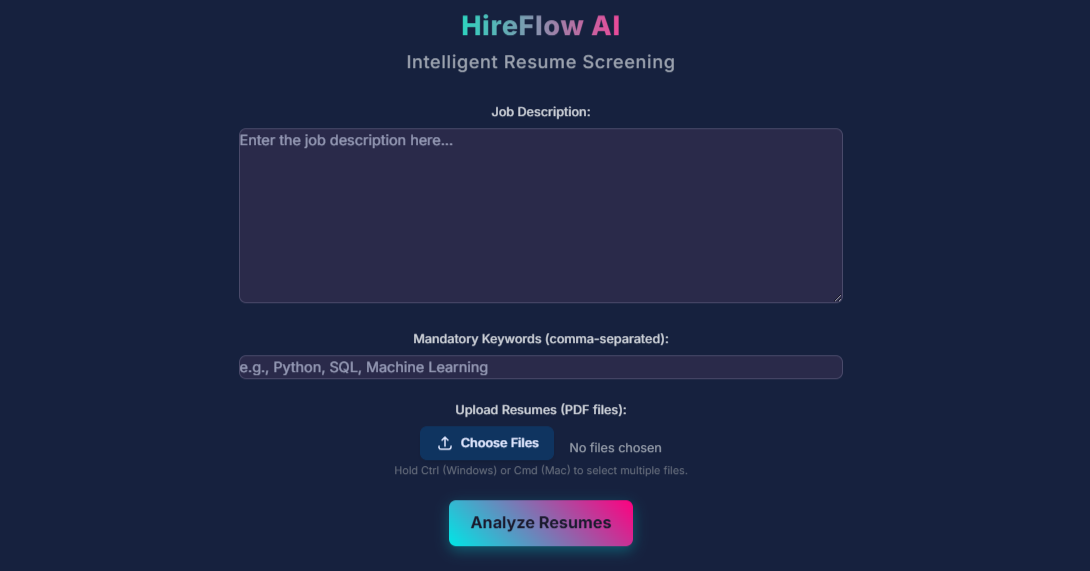 HireFlow AI
Intelligent Resume Screening
Job Description:
Enter the job description here...
Mandatory Keywords (comma-separated):
e.g., Python, SQL, Machine Learning
Upload Resumes (PDF files):
Choose Files No files chosen
Hold Ctrl (Windows) or Cmd (Mac) to select multiple files.
Analyze Resumes